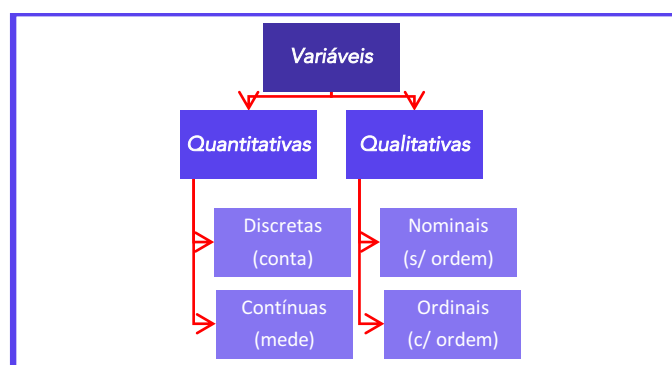 Variáveis
Quantitativas
Qualitativas
Discretas
(conta)
Nominais
(s/ ordem)
Contínuas
(mede)
Ordinais
(c/ ordem)